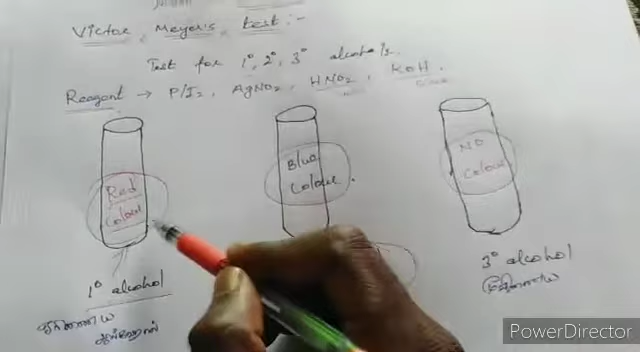 Victor Meyer's test:-
Test for 1°, 2°, 3° alcohols.
Reagent → P/I₂, AgNO₂, HNO₂, KOH.
Red
Colour
Blue
Colour
NO
Colour
1° alcohol
3° alcohol
PowerDirector